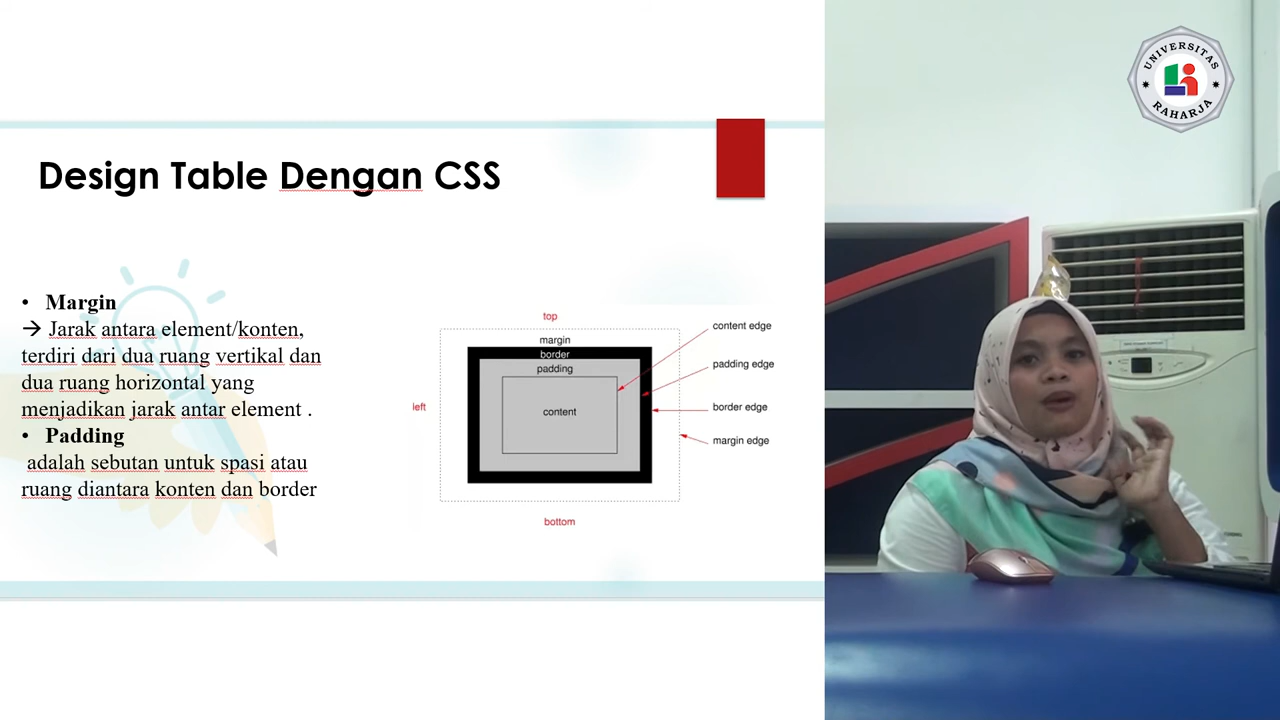 Design Table Dengan CSS
• Margin
→ Jarak antara element/konten,
terdiri dari dua ruang vertikal dan
dua ruang horizontal yang
menjadikan jarak antar element .
• Padding
adalah sebutan untuk spasi atau
ruang diantara konten dan border
top
margin
border
padding
content
left
bottom
content edge
padding edge
border edge
margin edge
UNIVERSITAS
RAHARJA